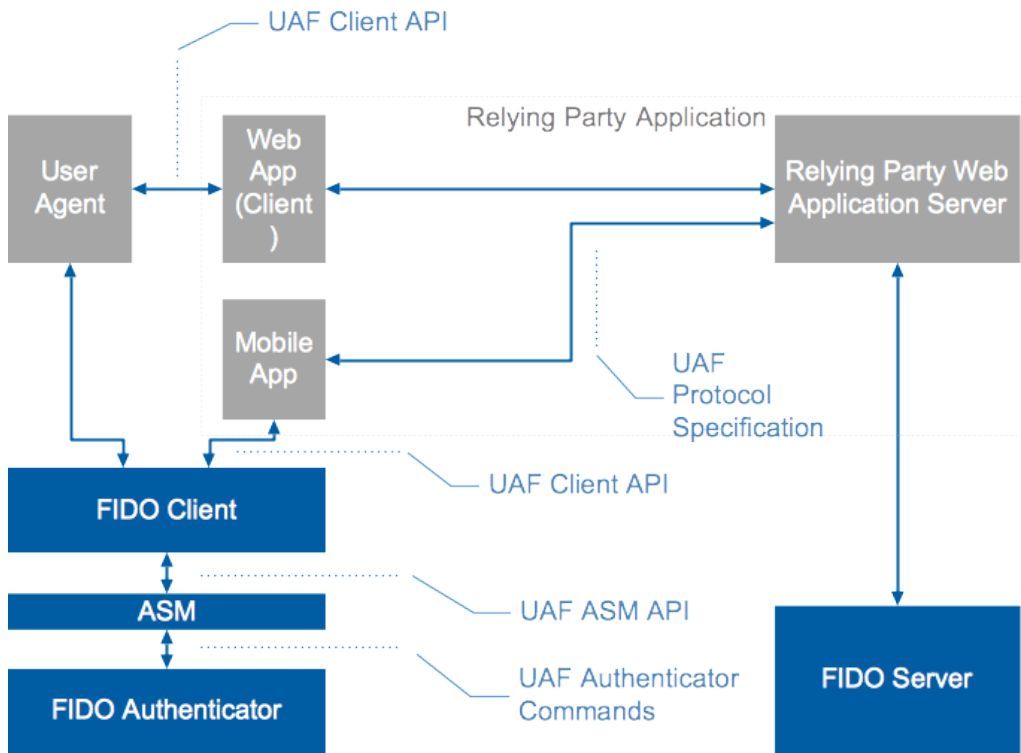 UAF Client API
Relying Party Application
User
Agent
Web
App
(Client
)
Relying Party Web
Application Server
Mobile
App
UAF
Protocol
Specification
UAF Client API
FIDO Client
ASM
UAF ASM API
FIDO Authenticator
UAF Authenticator
Commands
FIDO Server